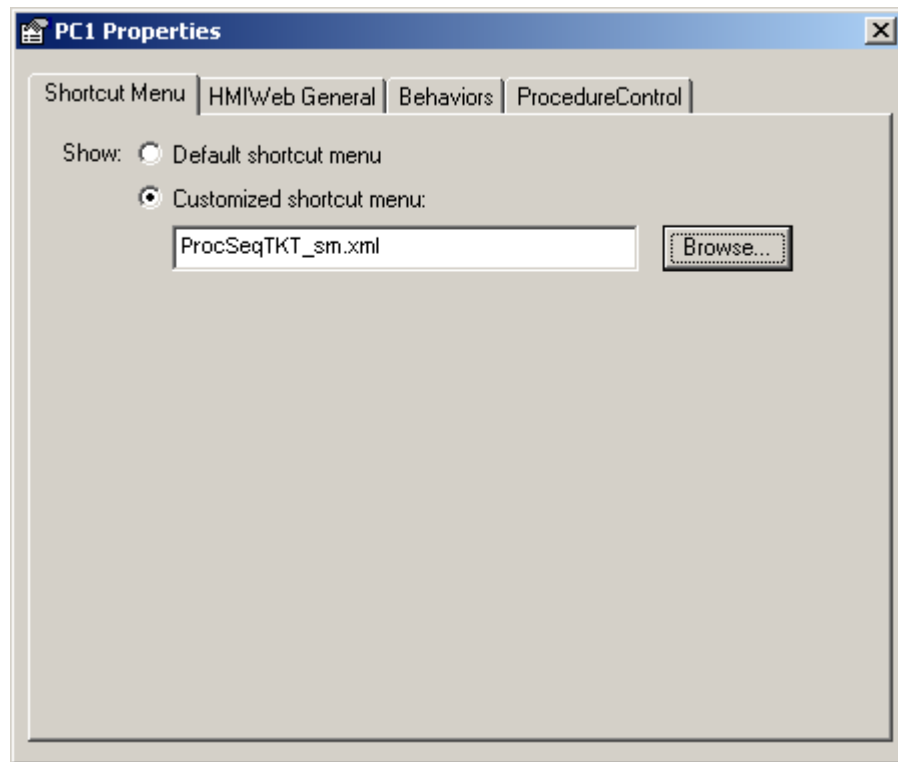 PC1 Properties
Shortcut Menu HMIWeb General Behaviors ProcedureControl
Show: Default shortcut menu
Customized shortcut menu:
ProcSeqTKT_sm.xml Browse...